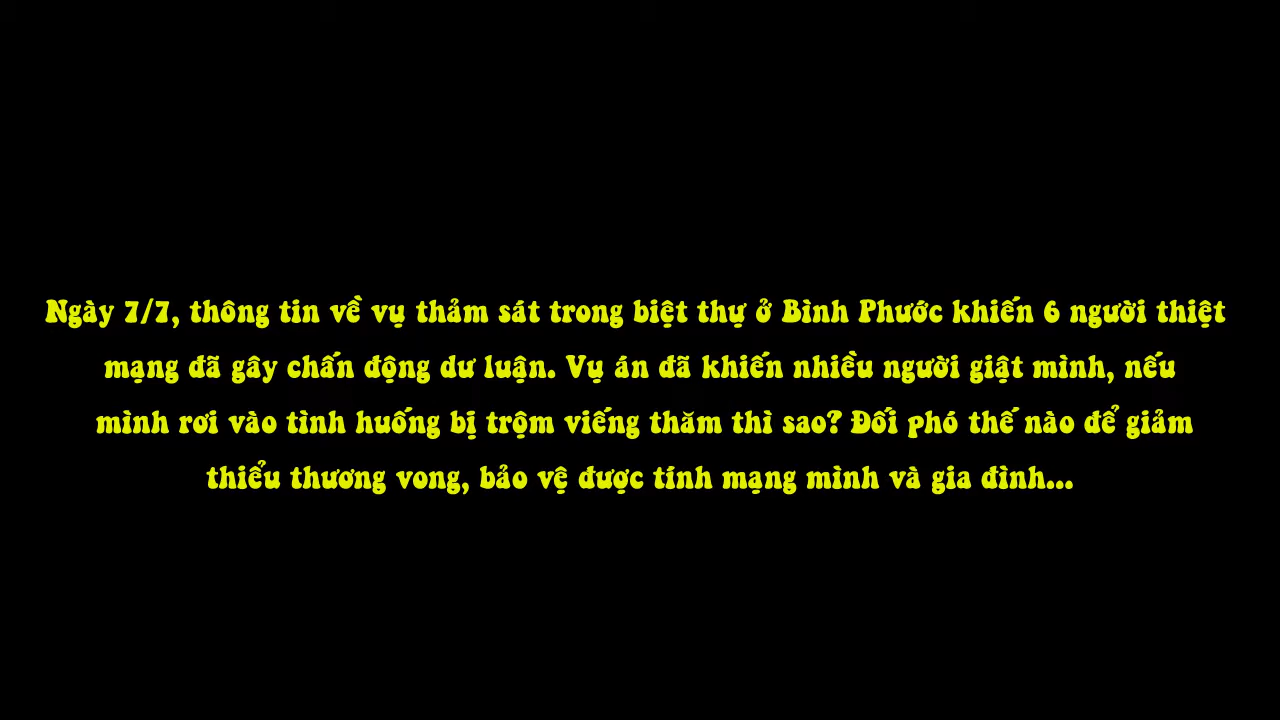 Ngày 7/7, thông tin về vụ thảm sát trong biệt thự ở Bình Phước khiến 6 người thiệt
mạng đã gây chấn động dư luận. Vụ án đã khiến nhiều người giật mình, nếu
mình rơi vào tình huống bị trộm viếng thăm thì sao? Đối phó thế nào để giảm
thiểu thương vong, bảo vệ được tính mạng mình và gia đình...